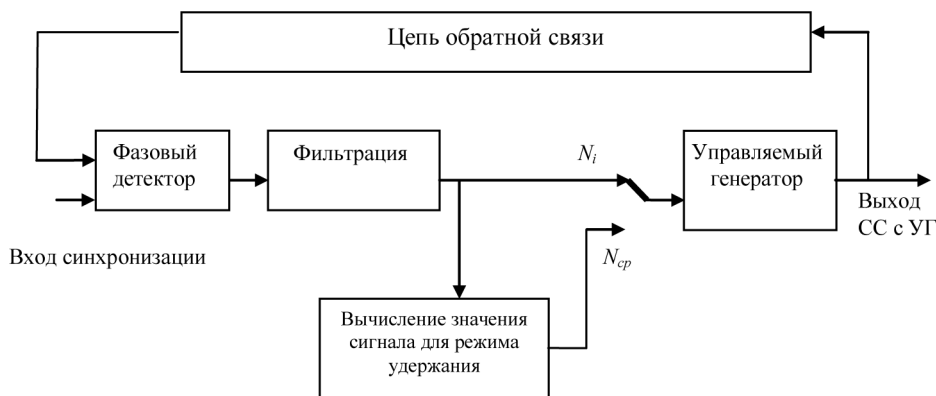 Цепь обратной связи
Фазовый
детектор
Фильтрация
N_i
Управляемый
генератор
Выход
СС с УГ
Вход синхронизации
N_ср
Вычисление значения
сигнала для режима
удержания